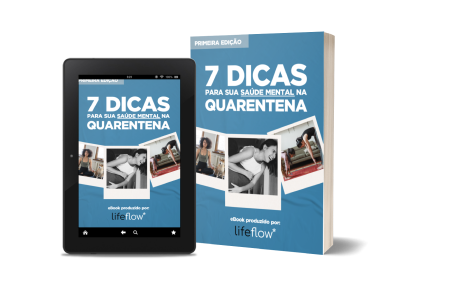 PRIMEIRA EDIÇÃO
7 DICAS
PARA SUA SAÚDE MENTAL NA
QUARENTENA
eBook produzido por:
lifeflow*
PRIMEIRA EDIÇÃO
7 DICAS
PARA SUA SAÚDE MENTAL NA
QUARENTENA
eBook produzido por:
lifeflow*